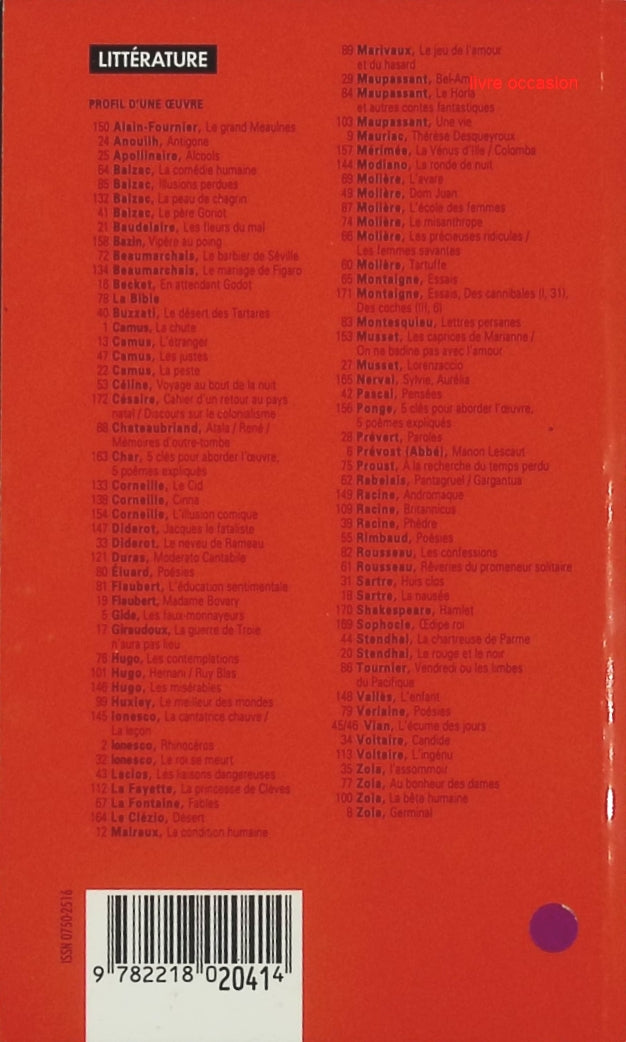 LITTÉRATURE
PROFIL D'UNE ŒUVRE
150 Alain-Fournier, Le grand Meaulnes
24 Anouilh, Antigone
25 Apollinaire, Alcools
64 Balzac, La comédie humaine
85 Balzac, Illusions perdues
132 Balzac, La peau de chagrin
41 Balzac, Le père Goriot
21 Baudelaire, Les fleurs du mal
158 Bazin, Vipère au poing
72 Beaumarchais, Le barbier de Séville
134 Beaumarchais, Le mariage de Figaro
16 Becket, En attendant Godot
78 La Bible
40 Buzzati, Le désert des Tartares
1 Camus, La chute
13 Camus, L'étranger
47 Camus, Les justes
22 Camus, La peste
53 Céline, Voyage au bout de la nuit
172 Césaire, Cahier d'un retour au pays
natal / Discours sur le colonialisme
88 Chateaubriand, Atala / René /
Mémoires d'outre-tombe
163 Char, 5 clés pour aborder l'œuvre,
5 poèmes expliqués
133 Corneille, Le Cid
138 Corneille, Cinna
154 Corneille, L'illusion comique
147 Diderot, Jacques le fataliste
33 Diderot, Le neveu de Rameau
121 Duras, Moderato Cantabile
80 Éluard, Poésies
81 Flaubert, L'éducation sentimentale
19 Flaubert, Madame Bovary
5 Gide, Les faux-monnayeurs
17 Giraudoux, La guerre de Troie
n'aura pas lieu
76 Hugo, Les contemplations
101 Hugo, Hernani / Ruy Blas
146 Hugo, Les misérables
99 Huxley, Le meilleur des mondes
145 Ionesco, La cantatrice chauve /
La leçon
2 Ionesco, Rhinocéros
32 Ionesco, Le roi se meurt
43 Laclos, Les liaisons dangereuses
112 La Fayette, La princesse de Clèves
67 La Fontaine, Fables
164 Le Clézio, Désert
12 Malraux, La condition humaine
89 Marivaux, Le jeu de l'amour
et du hasard
29 Maupassant, Bel-Ami
livre occasion
84 Maupassant, Le Horla
et autres contes fantastiques
103 Maupassant, Une vie
9 Mauriac, Thérèse Desqueyroux
157 Mérimée, La Vénus d'Ille / Colomba
144 Modiano, La ronde de nuit
69 Molière, L'avare
49 Molière, Dom Juan
87 Molière, L'école des femmes
74 Molière, Le misanthrope
66 Molière, Les précieuses ridicules /
Les femmes savantes
60 Molière, Tartuffe
65 Montaigne, Essais
171 Montaigne, Essais, Des cannibales (I, 31),
Des coches (III, 6)
83 Montesquieu, Lettres persanes
153 Musset, Les caprices de Marianne /
On ne badine pas avec l'amour
27 Musset, Lorenzaccio
165 Nerval, Sylvie, Aurélia
42 Pascal, Pensées
156 Ponge, 5 clés pour aborder l'œuvre,
5 poèmes expliqués
28 Prévert, Paroles
6 Prévost (Abbé), Manon Lescaut
75 Proust, À la recherche du temps perdu
62 Rabelais, Pantagruel / Gargantua
149 Racine, Andromaque
109 Racine, Britannicus
39 Racine, Phèdre
55 Rimbaud, Poésies
82 Rousseau, Les confessions
61 Rousseau, Rêveries du promeneur solitaire
31 Sartre, Huis clos
18 Sartre, La nausée
170 Shakespeare, Hamlet
169 Sophocle, Œdipe roi
44 Stendhal, La chartreuse de Parme
20 Stendhal, Le rouge et le noir
86 Tournier, Vendredi ou les limbes
du Pacifique
148 Vallès, L'enfant
79 Verlaine, Poésies
45/46 Vian, L'écume des jours
34 Voltaire, Candide
113 Voltaire, L'ingénu
35 Zola, l'assommoir
77 Zola, Au bonheur des dames
100 Zola, La bête humaine
8 Zola, Germinal
ISSN 0750-2516
9 782218 020414